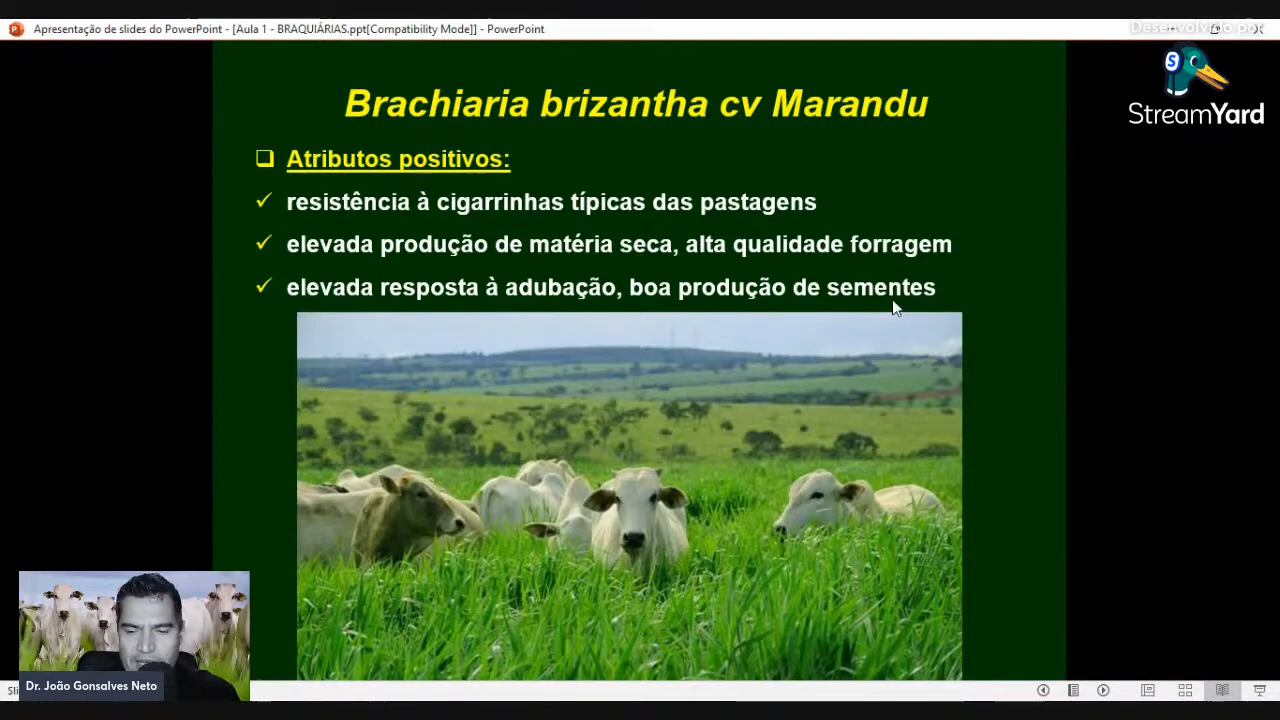 Apresentação de slides do PowerPoint - [Aula 1 - BRAQUIÁRIAS.ppt[Compatibility Mode]] - PowerPoint
Desenvolvido por
StreamYard
Brachiaria brizantha cv Marandu
Atributos positivos:
resistência à cigarrinhas típicas das pastagens
elevada produção de matéria seca, alta qualidade forragem
elevada resposta à adubação, boa produção de sementes
Dr. João Gonsalves Neto